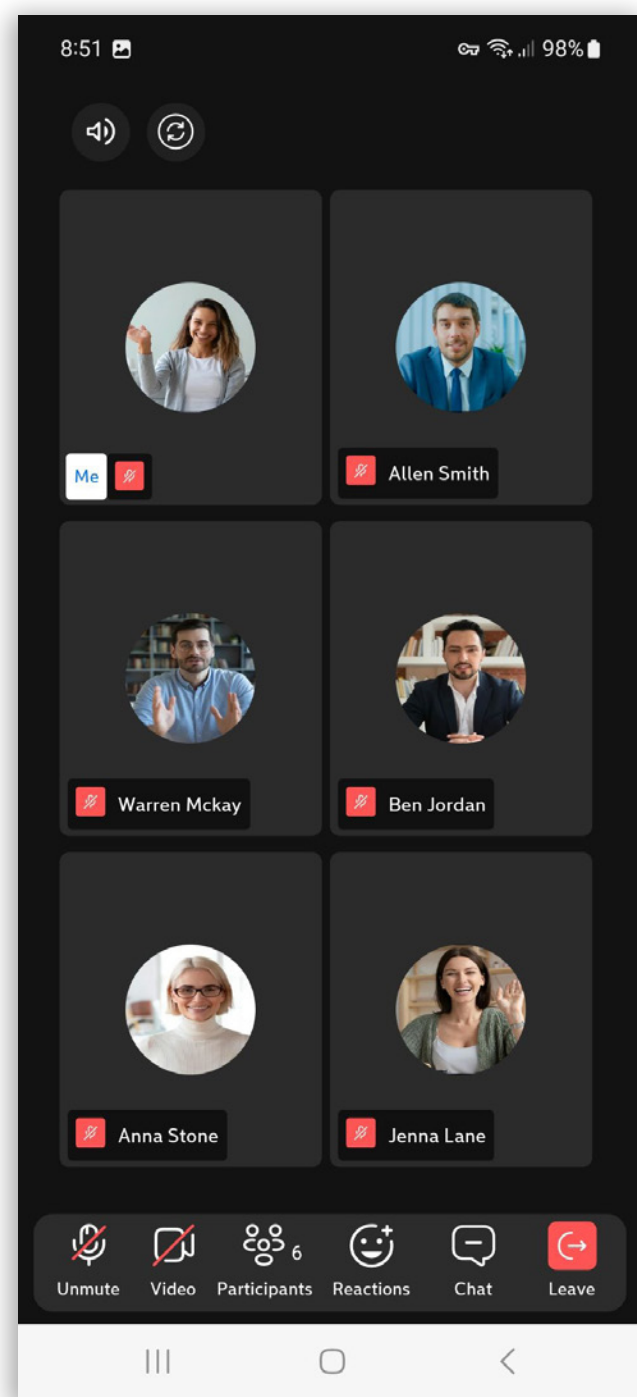 8:51 98%
Me
Allen Smith
Warren Mckay
Ben Jordan
Anna Stone
Jenna Lane
6
Unmute Video Participants Reactions Chat Leave